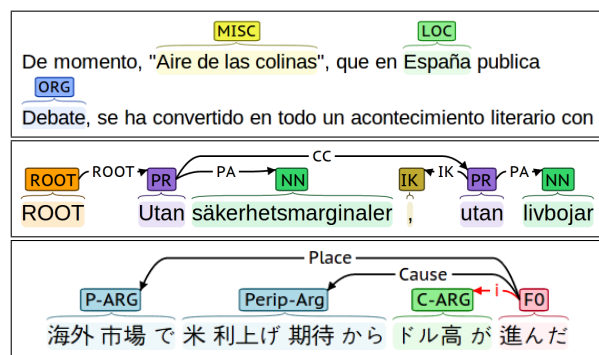 MISC LOC
De momento, "Aire de las colinas", que en España publica
ORG
Debate, se ha convertido en todo un acontecimiento literario con
CC
ROOT ROOT PR PA NN IK IK PR PA NN
ROOT Utan säkerhetsmarginaler , utan livbojar
Place
Cause
P-ARG Perip-Arg C-ARG i F0
海外 市場 で 米 利上げ 期待 から ドル高 が 進んだ